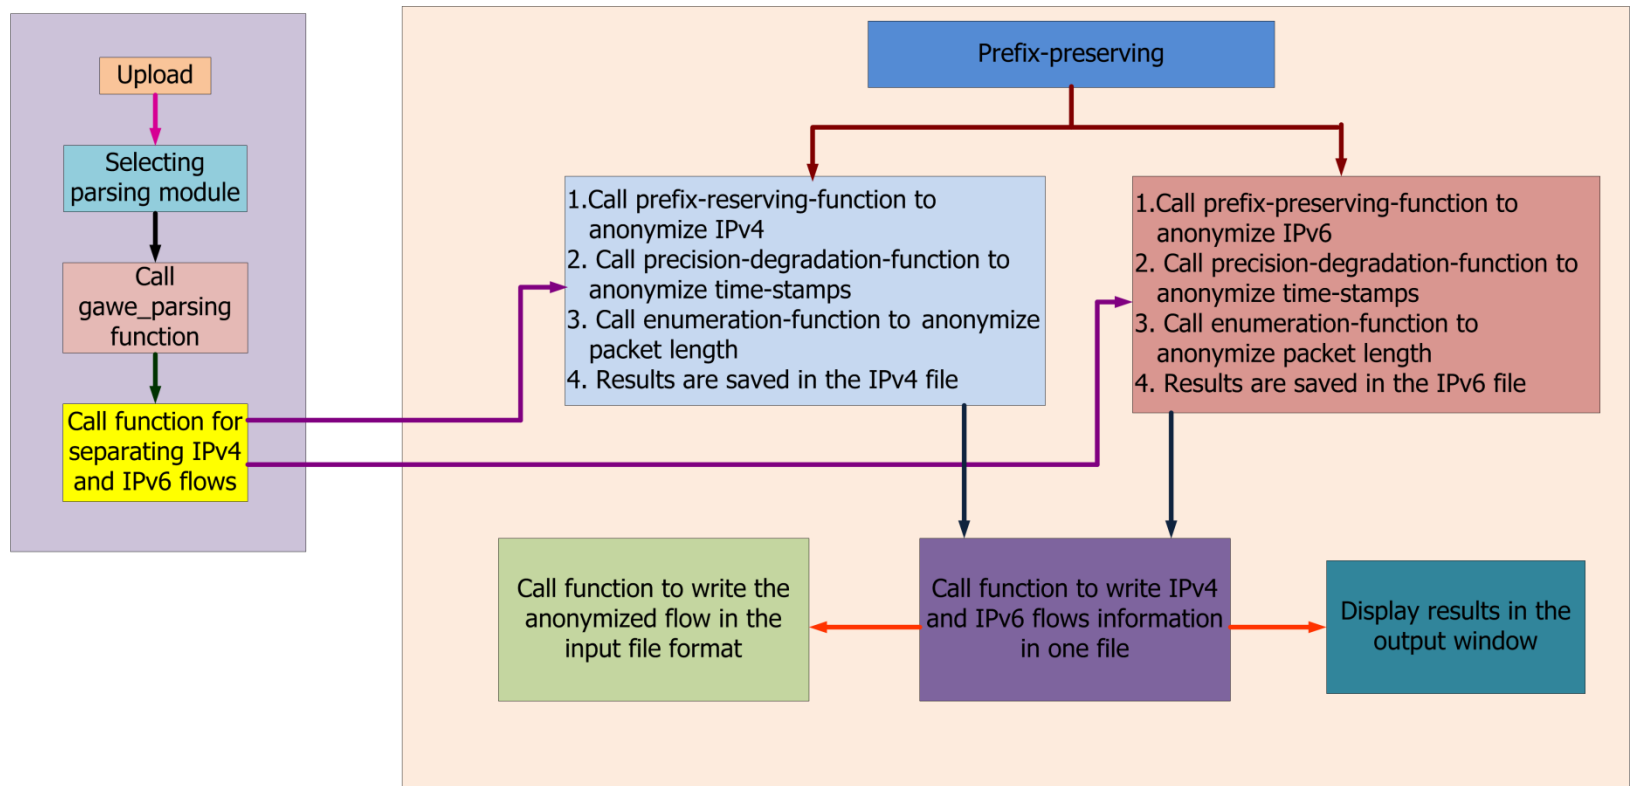 Upload
Selecting
parsing module
Call
gawe_parsing
function
Call function for
separating IPv4
and IPv6 flows
Prefix-preserving
1.Call prefix-reserving-function to
anonymize IPv4
2. Call precision-degradation-function to
anonymize time-stamps
3. Call enumeration-function to anonymize
packet length
4. Results are saved in the IPv4 file
1.Call prefix-preserving-function to
anonymize IPv6
2. Call precision-degradation-function to
anonymize time-stamps
3. Call enumeration-function to
anonymize packet length
4. Results are saved in the IPv6 file
Call function to write the
anonymized flow in the
input file format
Call function to write IPv4
and IPv6 flows information
in one file
Display results in the
output window